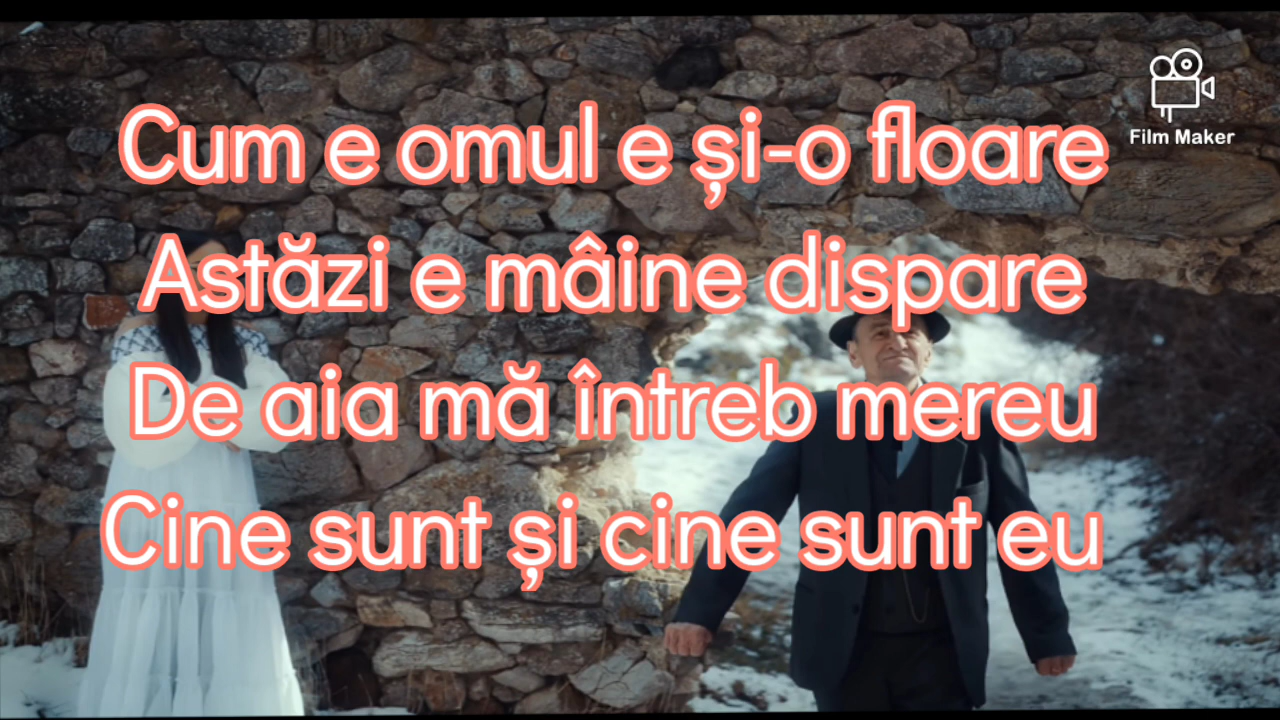 Film Maker
Cum e omul e și-o floare
Astăzi e mâine dispare
De aia mă întreb mereu
Cine sunt și cine sunt eu